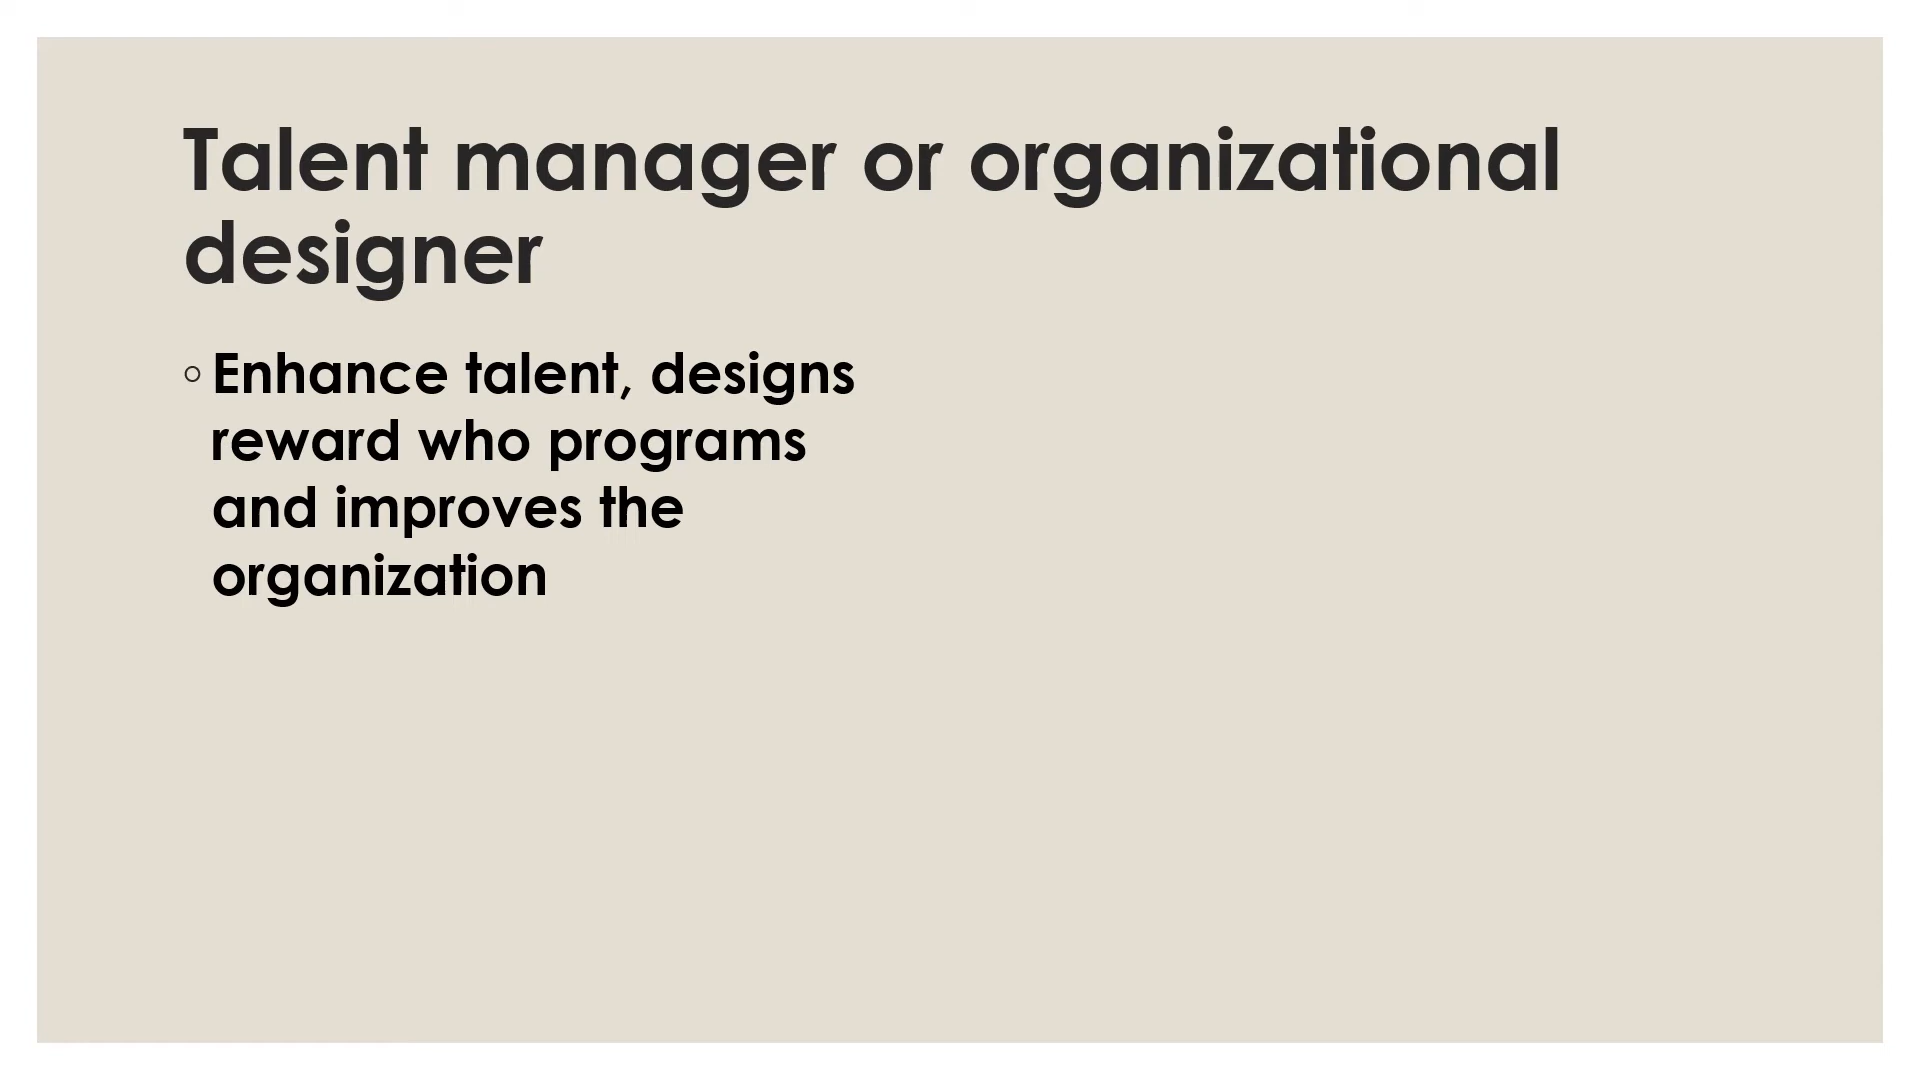 Talent manager or organizational
designer
◦ Enhance talent, designs
reward who programs
and improves the
organization